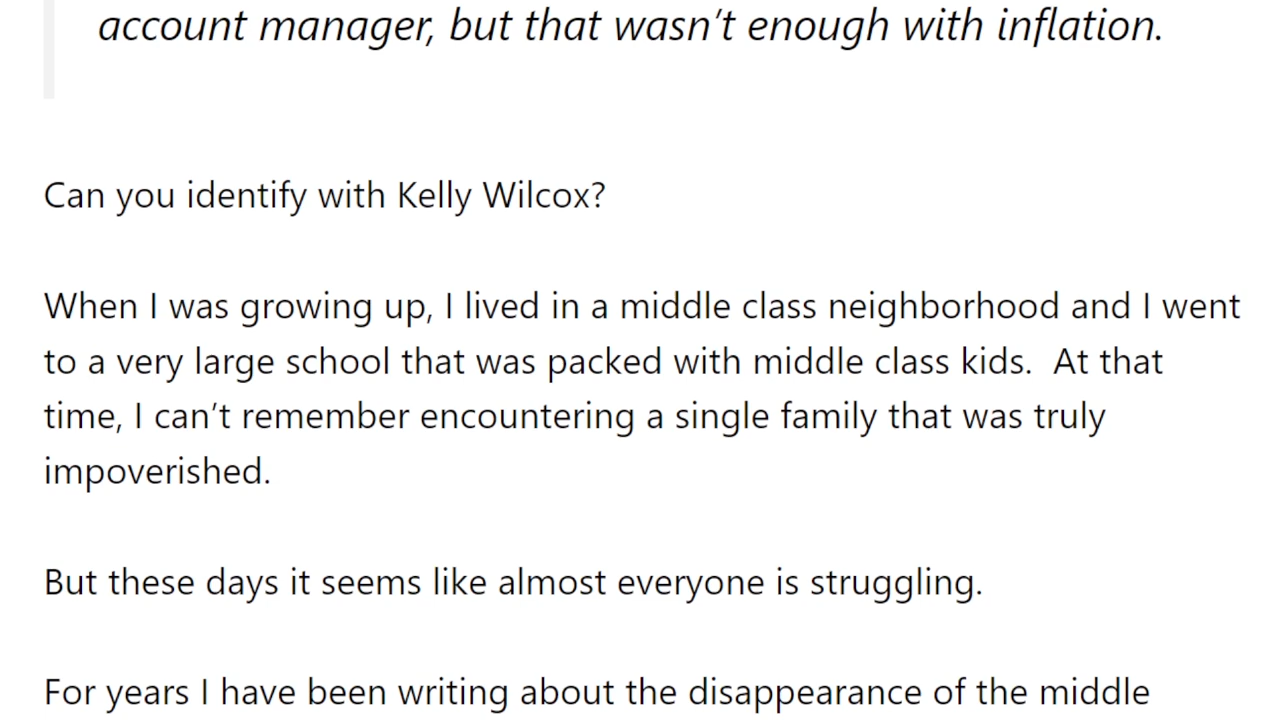 account manager, but that wasn’t enough with inflation.
Can you identify with Kelly Wilcox?
When I was growing up, I lived in a middle class neighborhood and I went
to a very large school that was packed with middle class kids.  At that
time, I can’t remember encountering a single family that was truly
impoverished.
But these days it seems like almost everyone is struggling.
For years I have been writing about the disappearance of the middle